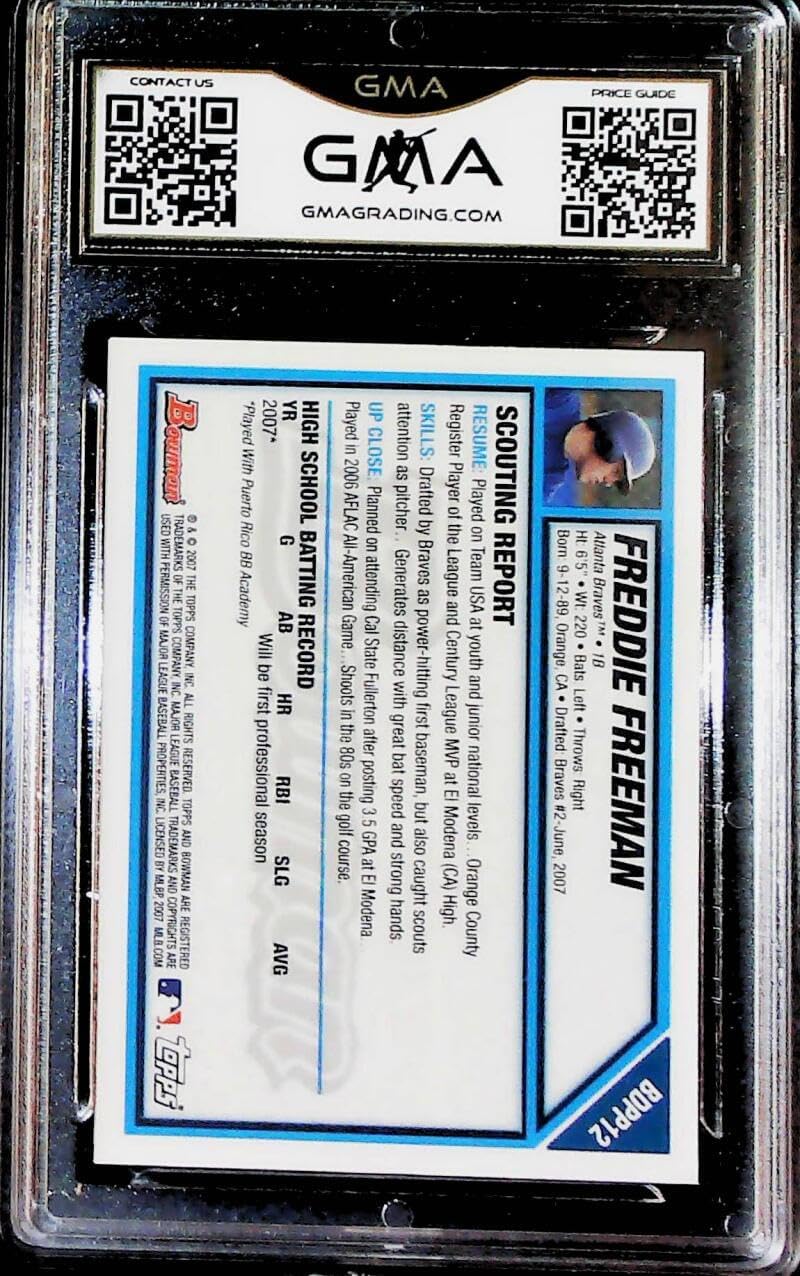 CONTACT US
GMA
PRICE GUIDE
GMA
GMAGRADING.COM
BDPP12
FREDDIE FREEMAN
Atlanta Braves™ • 1B
Ht: 6'5" • Wt: 220 • Bats: Left • Throws: Right
Born: 9-12-89, Orange, CA • Drafted: Braves #2-June, 2007
SCOUTING REPORT
RESUME: Played on Team USA at youth and junior national levels... Orange County
Register Player of the League and Century League MVP at El Modena (CA) High.
SKILLS: Drafted by Braves as power-hitting first baseman, but also caught scouts
attention as pitcher... Generates distance with great bat speed and strong hands.
UP CLOSE: Planned on attending Cal State Fullerton after posting 3.5 GPA at El Modena.
Played in 2006 AFLAC All-American Game... Shoots in the 80s on the golf course.
HIGH SCHOOL BATTING RECORD
YR G AB HR RBI SLG AVG
2007* Will be first professional season
*Played With Puerto Rico BB Academy
Bowman
® & © 2007 THE TOPPS COMPANY, INC. ALL RIGHTS RESERVED. TOPPS AND BOWMAN ARE REGISTERED
TRADEMARKS OF THE TOPPS COMPANY, INC. MAJOR LEAGUE BASEBALL TRADEMARKS AND COPYRIGHTS ARE
USED WITH PERMISSION OF MAJOR LEAGUE BASEBALL PROPERTIES, INC. LICENSED BY MLBP 2007 MLB.COM
topps®